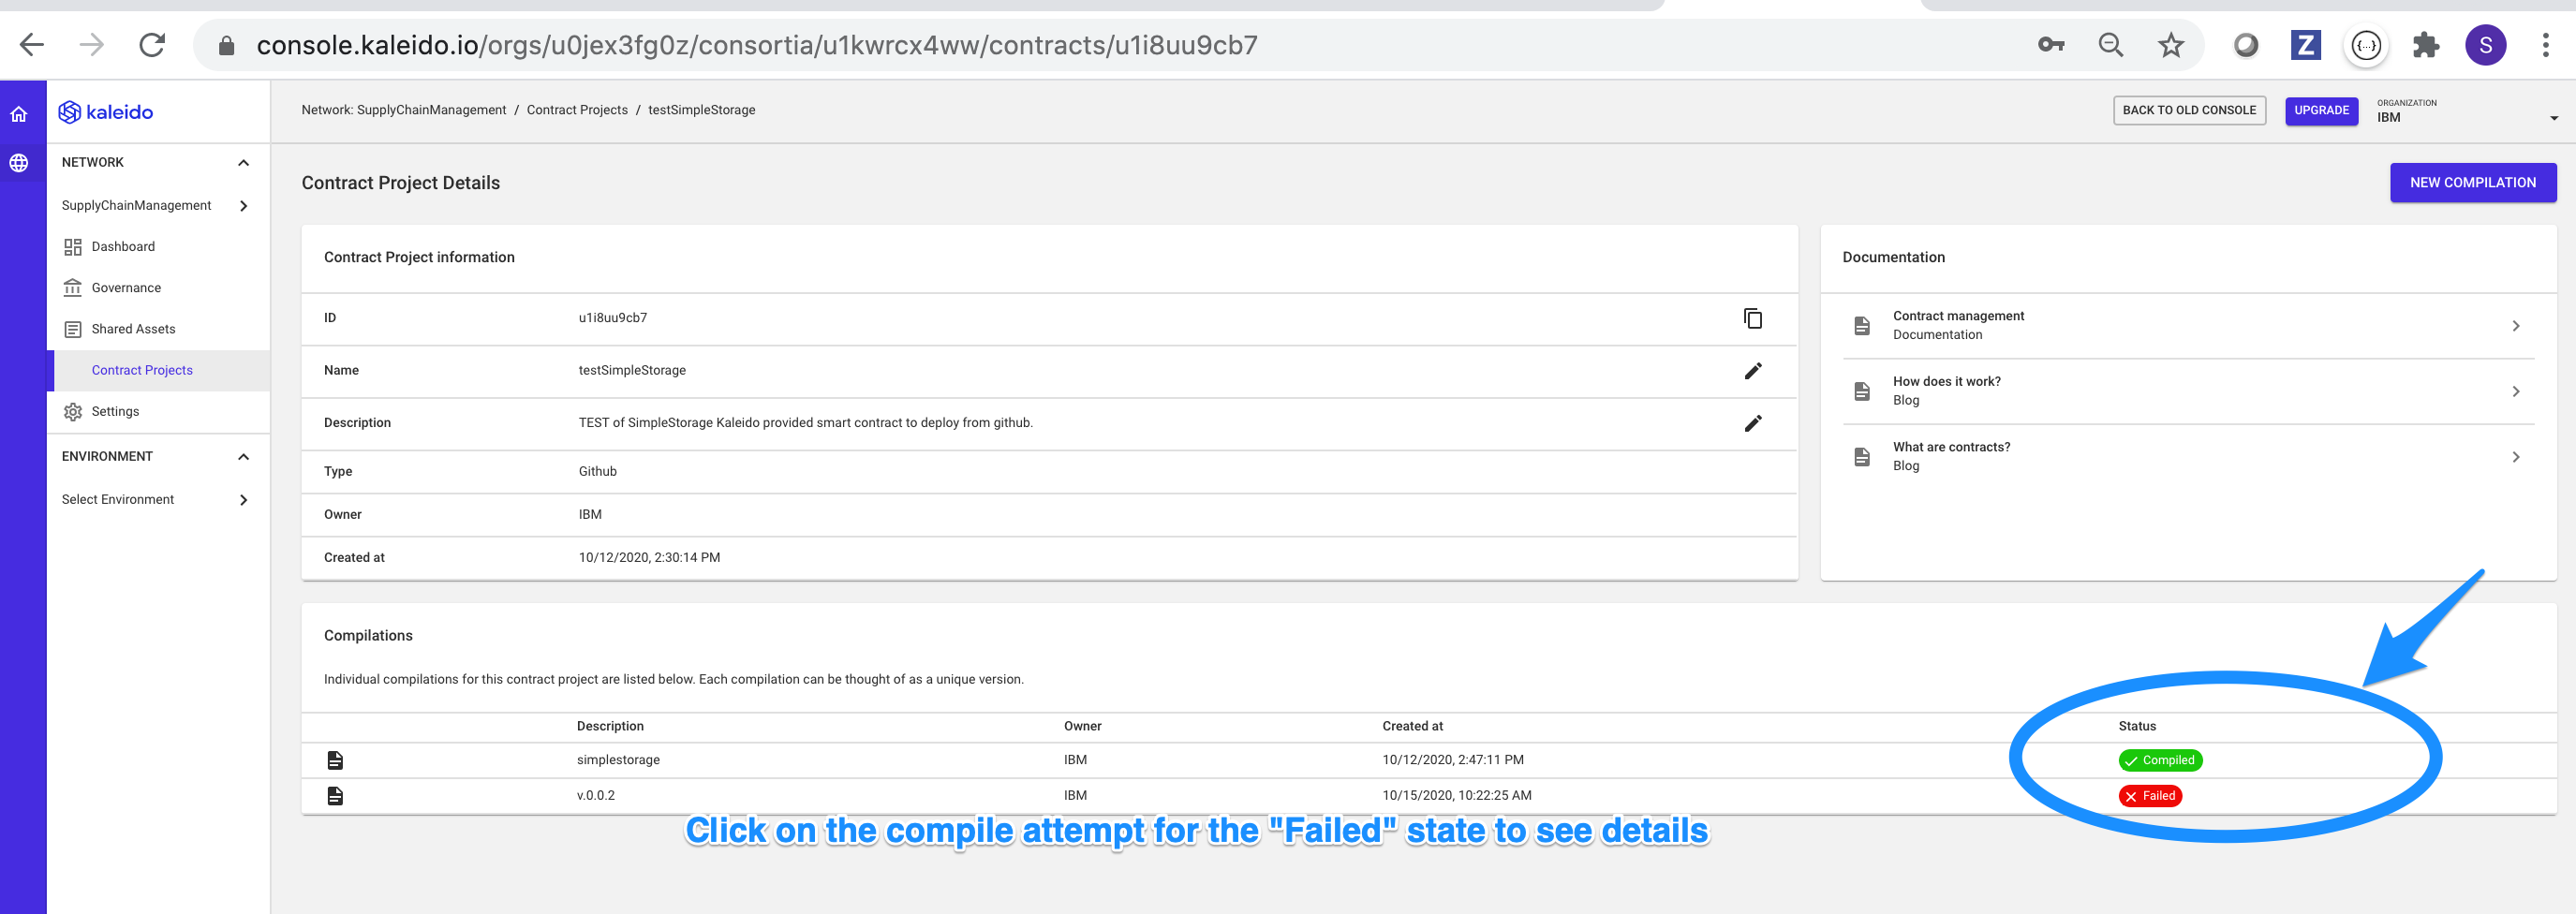 console.kaleido.io/orgs/u0jex3fg0z/consortia/u1kwrcx4ww/contracts/u1i8uu9cb7
Z
{...}
S
kaleido
Network: SupplyChainManagement / Contract Projects / testSimpleStorage
BACK TO OLD CONSOLE
UPGRADE
ORGANIZATION
IBM
NETWORK
SupplyChainManagement
Dashboard
Governance
Shared Assets
Contract Projects
Settings
ENVIRONMENT
Select Environment
Contract Project Details
NEW COMPILATION
Contract Project information
ID u1i8uu9cb7
Name testSimpleStorage
Description TEST of SimpleStorage Kaleido provided smart contract to deploy from github.
Type Github
Owner IBM
Created at 10/12/2020, 2:30:14 PM
Documentation
Contract management
Documentation
How does it work?
Blog
What are contracts?
Blog
Compilations
Individual compilations for this contract project are listed below. Each compilation can be thought of as a unique version.
Description Owner Created at Status
simplestorage IBM 10/12/2020, 2:47:11 PM Compiled
v.0.0.2 IBM 10/15/2020, 10:22:25 AM Failed
Click on the compile attempt for the "Failed" state to see details